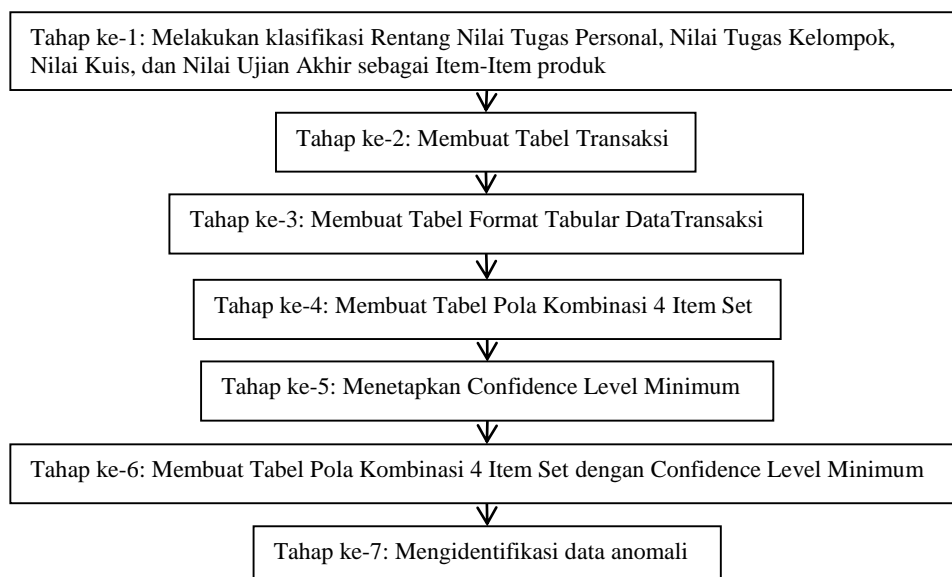 Tahap ke-1: Melakukan klasifikasi Rentang Nilai Tugas Personal, Nilai Tugas Kelompok,
Nilai Kuis, dan Nilai Ujian Akhir sebagai Item-Item produk
Tahap ke-2: Membuat Tabel Transaksi
Tahap ke-3: Membuat Tabel Format Tabular DataTransaksi
Tahap ke-4: Membuat Tabel Pola Kombinasi 4 Item Set
Tahap ke-5: Menetapkan Confidence Level Minimum
Tahap ke-6: Membuat Tabel Pola Kombinasi 4 Item Set dengan Confidence Level Minimum
Tahap ke-7: Mengidentifikasi data anomali